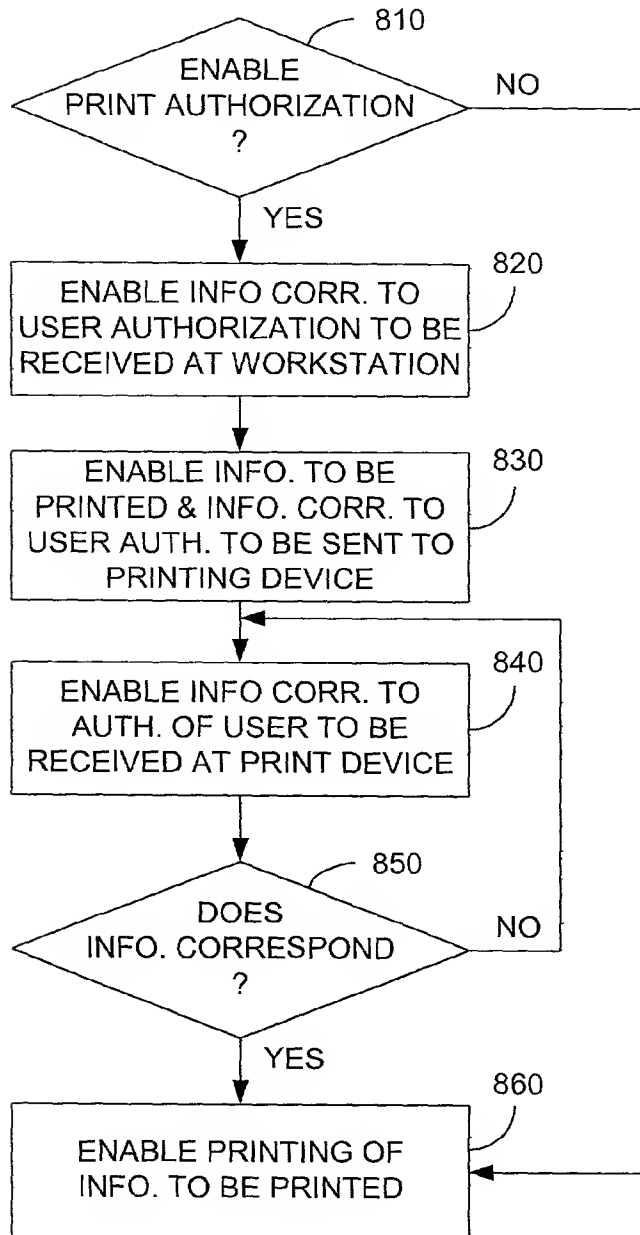 810
ENABLE
PRINT AUTHORIZATION
?
NO
YES
820
ENABLE INFO CORR. TO
USER AUTHORIZATION TO BE
RECEIVED AT WORKSTATION
830
ENABLE INFO. TO BE
PRINTED & INFO. CORR. TO
USER AUTH. TO BE SENT TO
PRINTING DEVICE
840
ENABLE INFO CORR. TO
AUTH. OF USER TO BE
RECEIVED AT PRINT DEVICE
850
DOES
INFO. CORRESPOND
?
NO
YES
860
ENABLE PRINTING OF
INFO. TO BE PRINTED